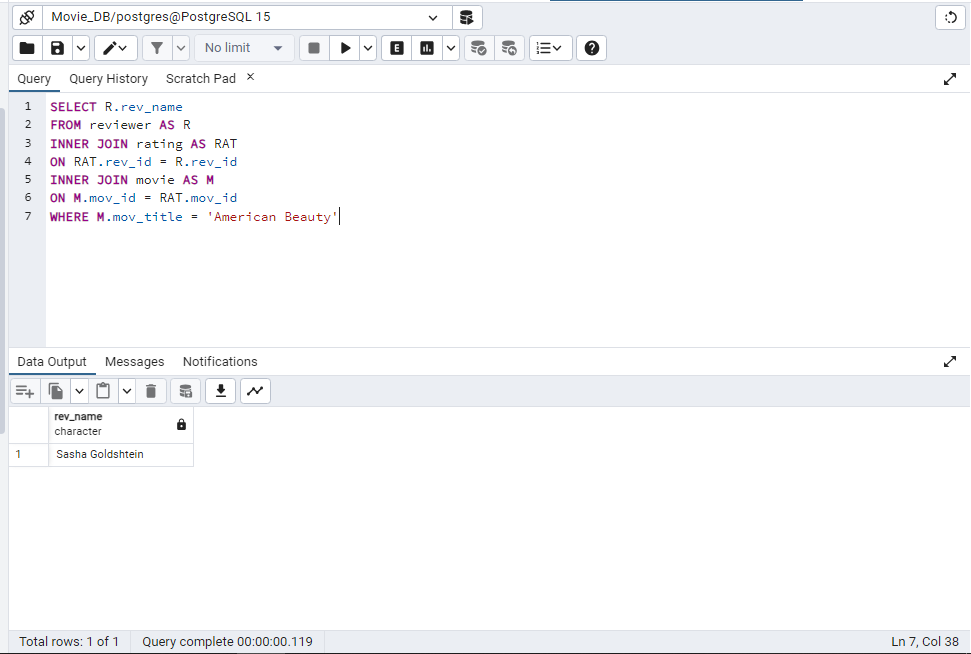 Movie_DB/postgres@PostgreSQL 15
No limit
E
Query Query History Scratch Pad ×
1 SELECT R.rev_name
2 FROM reviewer AS R
3 INNER JOIN rating AS RAT
4 ON RAT.rev_id = R.rev_id
5 INNER JOIN movie AS M
6 ON M.mov_id = RAT.mov_id
7 WHERE M.mov_title = 'American Beauty'
Data Output Messages Notifications
rev_name
character
1 Sasha Goldshtein
Total rows: 1 of 1 Query complete 00:00:00.119 Ln 7, Col 38